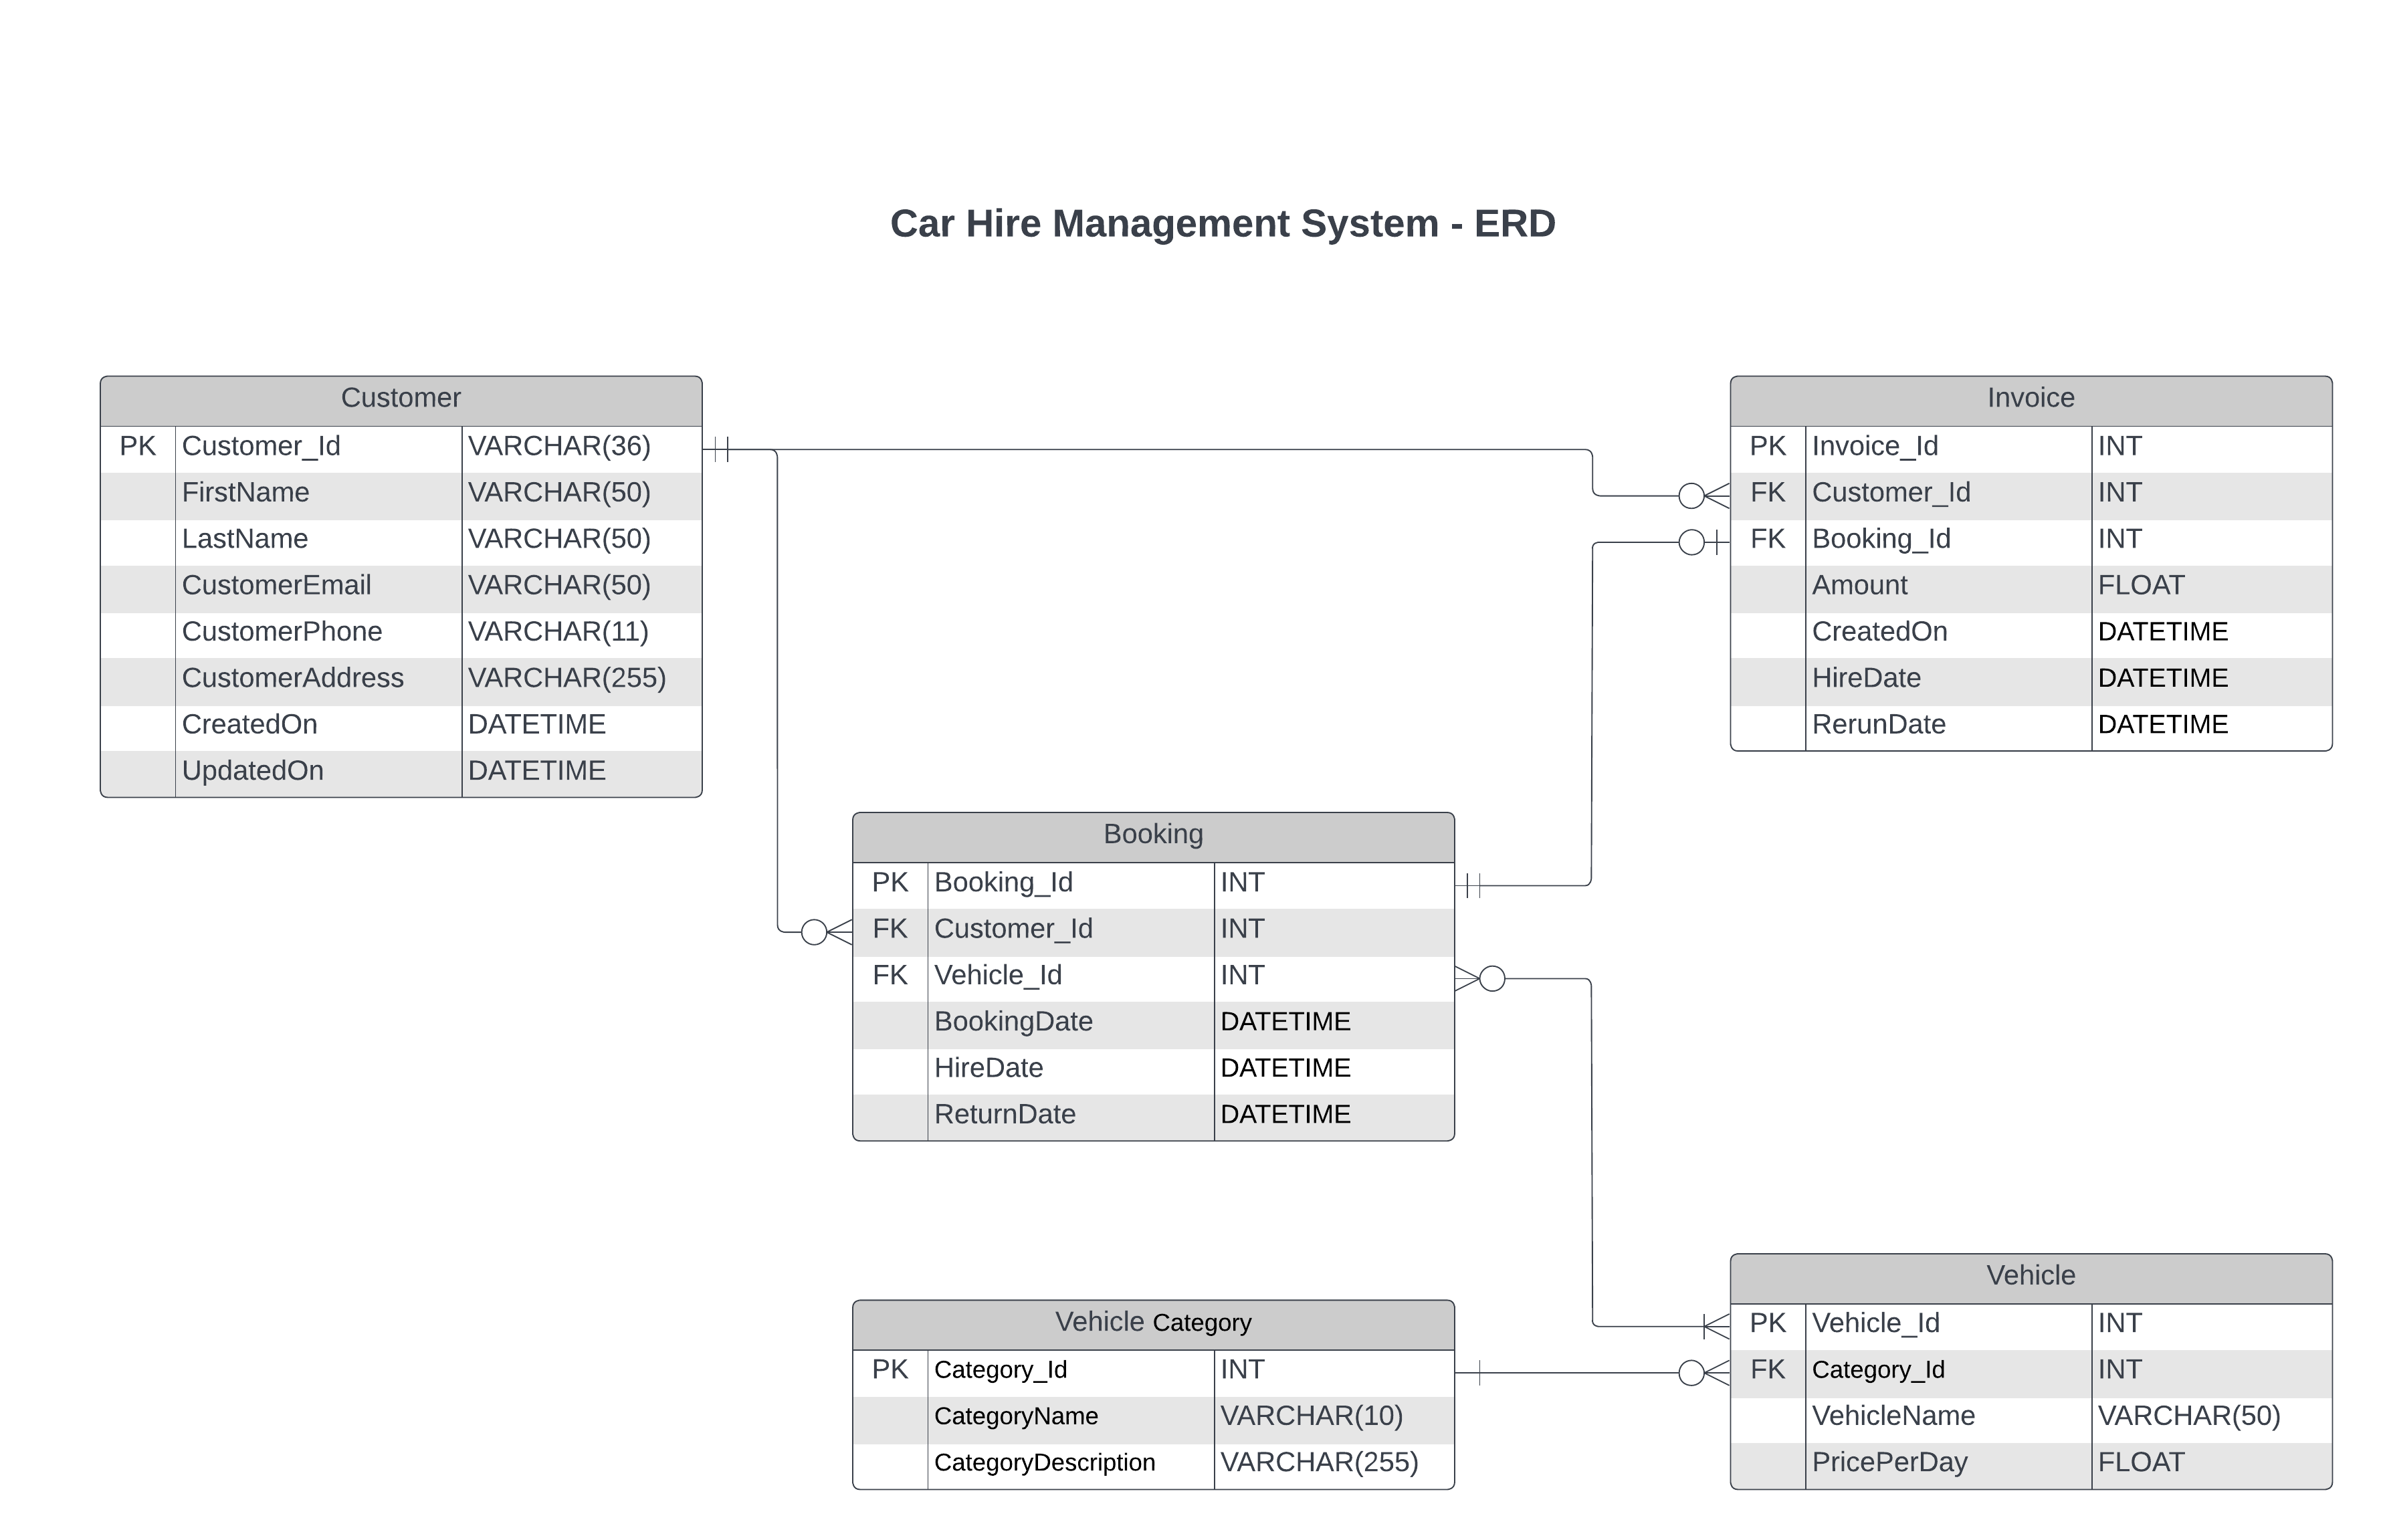 Car Hire Management System - ERD
Customer
PK Customer_Id VARCHAR(36)
FirstName VARCHAR(50)
LastName VARCHAR(50)
CustomerEmail VARCHAR(50)
CustomerPhone VARCHAR(11)
CustomerAddress VARCHAR(255)
CreatedOn DATETIME
UpdatedOn DATETIME
Invoice
PK Invoice_Id INT
FK Customer_Id INT
FK Booking_Id INT
Amount FLOAT
CreatedOn DATETIME
HireDate DATETIME
RerunDate DATETIME
Booking
PK Booking_Id INT
FK Customer_Id INT
FK Vehicle_Id INT
BookingDate DATETIME
HireDate DATETIME
ReturnDate DATETIME
Vehicle Category
PK Category_Id INT
CategoryName VARCHAR(10)
CategoryDescription VARCHAR(255)
Vehicle
PK Vehicle_Id INT
FK Category_Id INT
VehicleName VARCHAR(50)
PricePerDay FLOAT